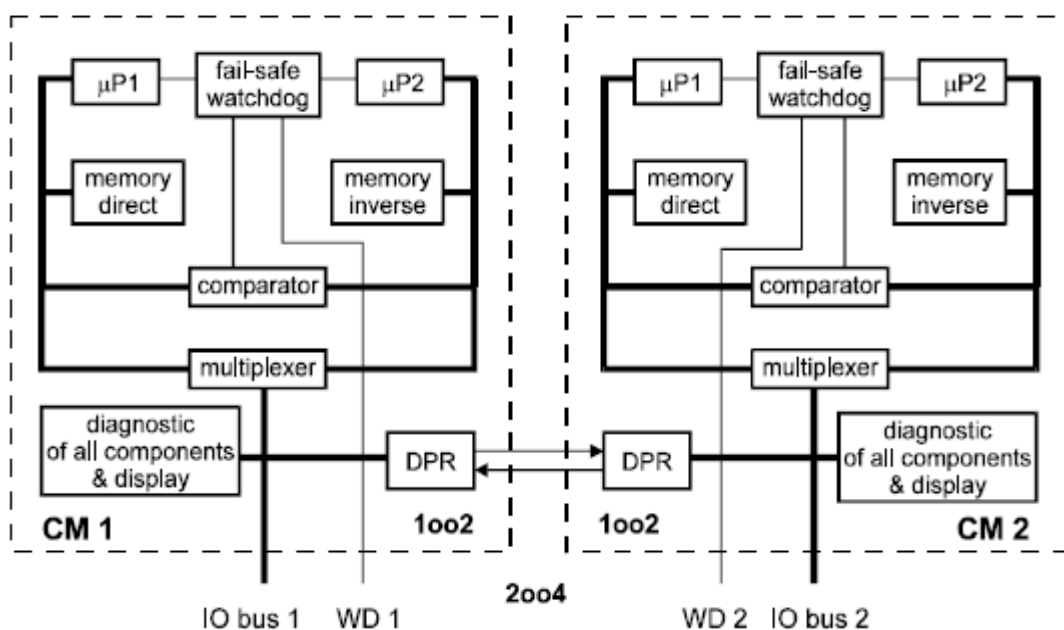 μP1
fail-safe
watchdog
μP2
memory
direct
memory
inverse
comparator
multiplexer
diagnostic
of all components
& display
DPR
CM 1
1oo2
IO bus 1
WD 1
2oo4
μP1
fail-safe
watchdog
μP2
memory
direct
memory
inverse
comparator
multiplexer
DPR
diagnostic
of all components
& display
1oo2
CM 2
WD 2
IO bus 2